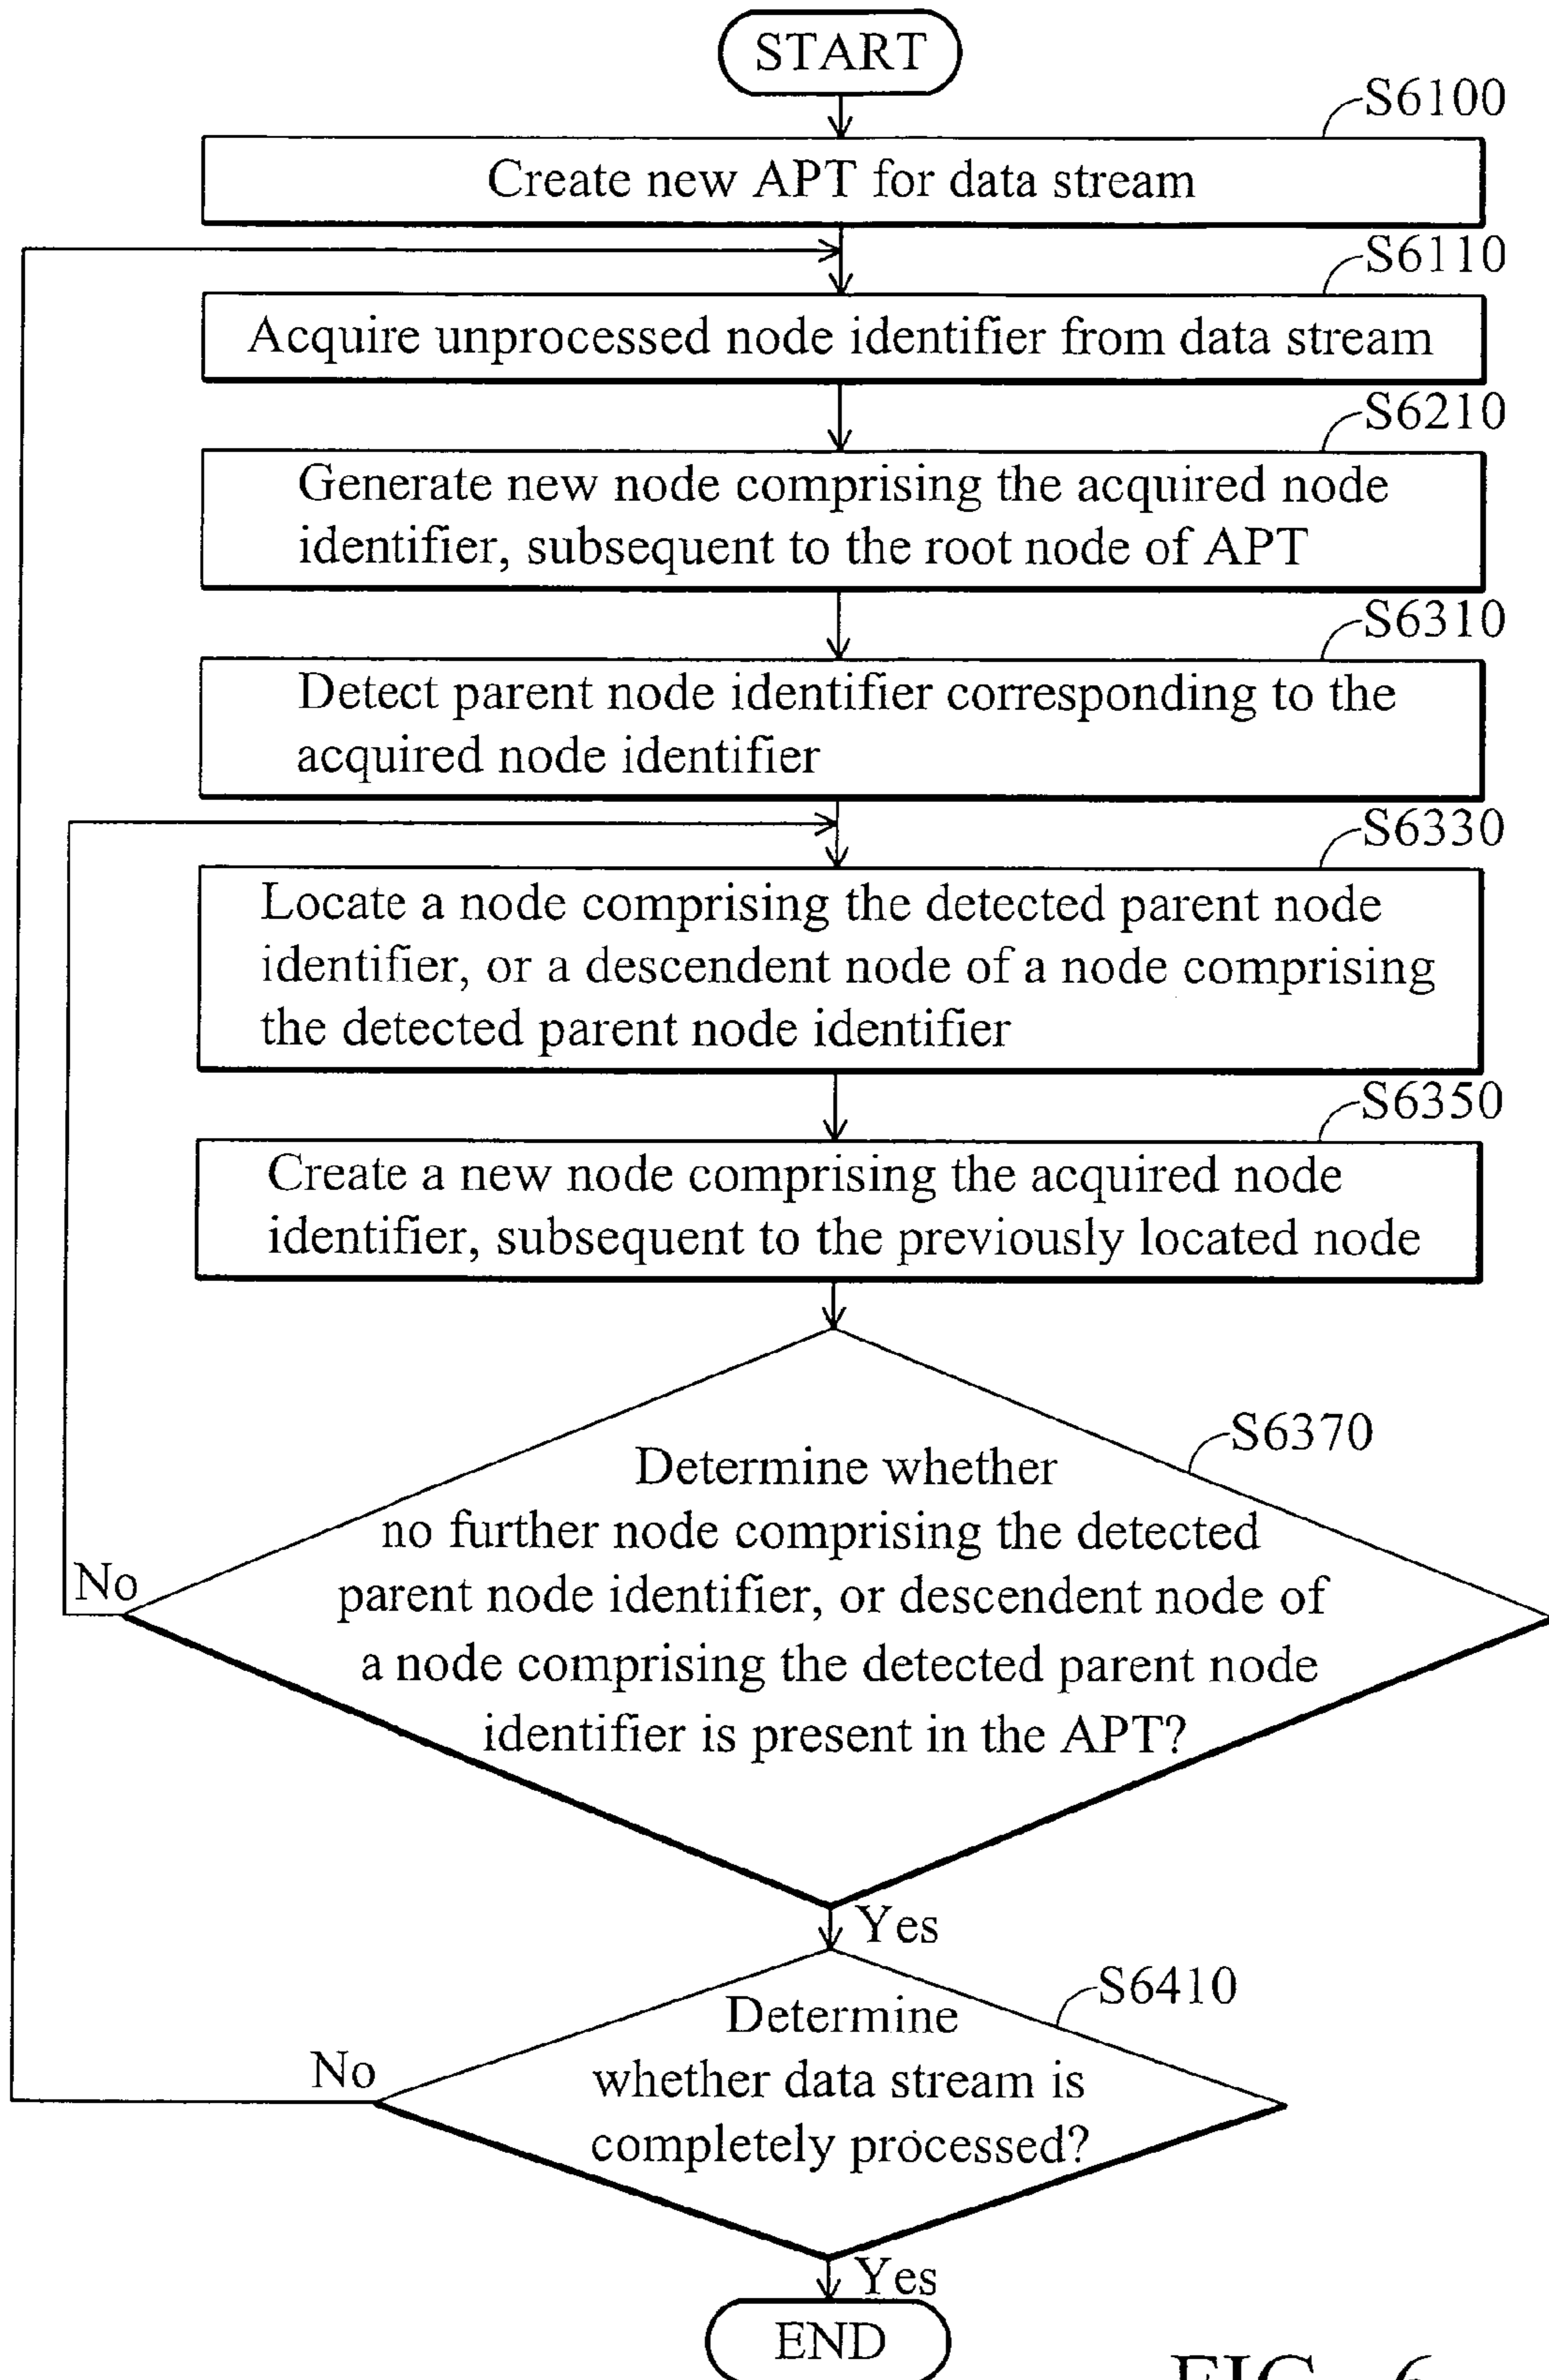 START
S6100
Create new APT for data stream
S6110
Acquire unprocessed node identifier from data stream
S6210
Generate new node comprising the acquired node
identifier, subsequent to the root node of APT
S6310
Detect parent node identifier corresponding to the
acquired node identifier
S6330
Locate a node comprising the detected parent node
identifier, or a descendent node of a node comprising
the detected parent node identifier
S6350
Create a new node comprising the acquired node
identifier, subsequent to the previously located node
S6370
Determine whether
no further node comprising the detected
parent node identifier, or descendent node of
a node comprising the detected parent node
identifier is present in the APT?
No
Yes
S6410
Determine
whether data stream is
completely processed?
No
Yes
END
FIG. 6